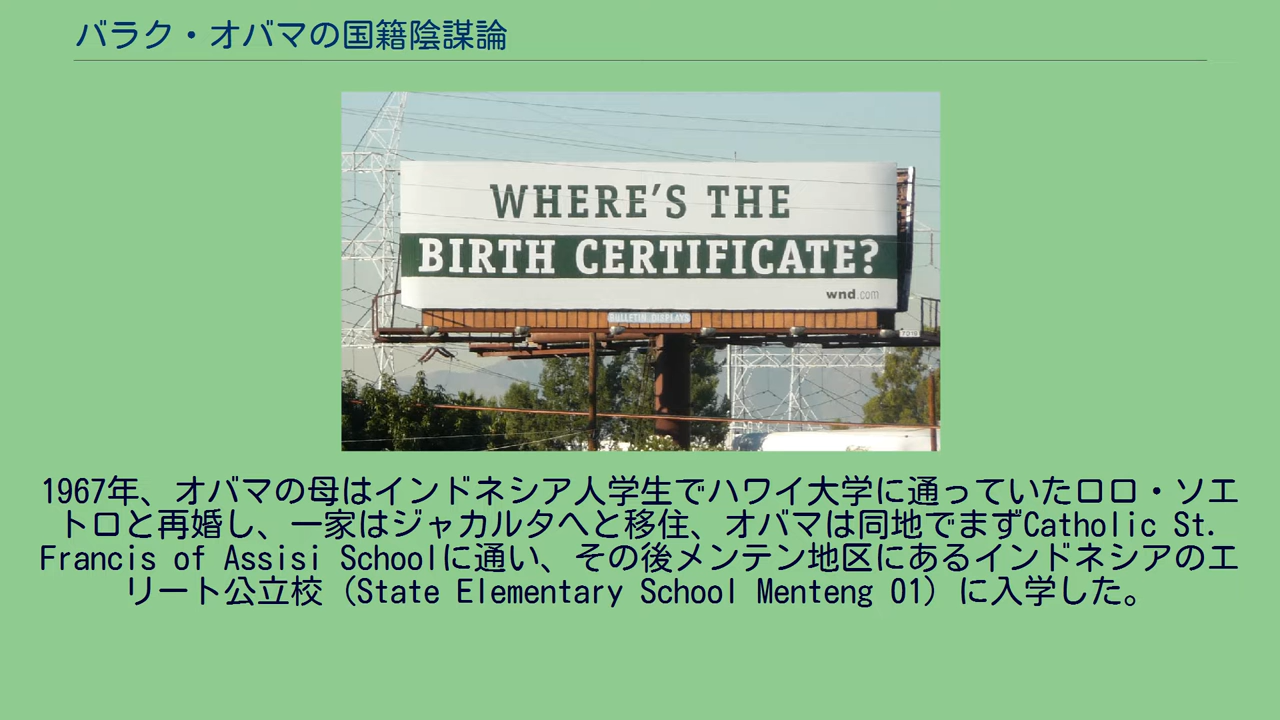 バラク・オバマの国籍陰謀論
WHERE'S THE
BIRTH CERTIFICATE?
wnd.com
BULLETIN DISPLAYS
1967年、オバマの母はインドネシア人学生でハワイ大学に通っていたロロ・ソエ
トロと再婚し、一家はジャカルタへと移住、オバマは同地でまずCatholic St.
Francis of Assisi Schoolに通い、その後メンテン地区にあるインドネシアのエ
リート公立校（State Elementary School Menteng 01）に入学した。